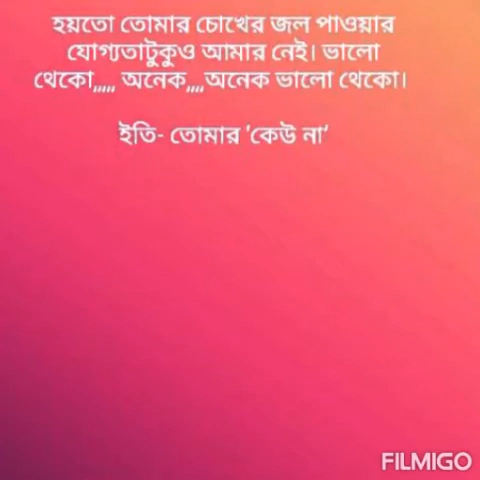 হয়তো তোমার চোখের জল পাওয়ার
যোগ্যতাটুকুও আমার নেই। ভালো
থেকো,,,,, অনেক,,,,অনেক ভালো থেকো।
ইতি- তোমার 'কেউ না'
FILMIGO